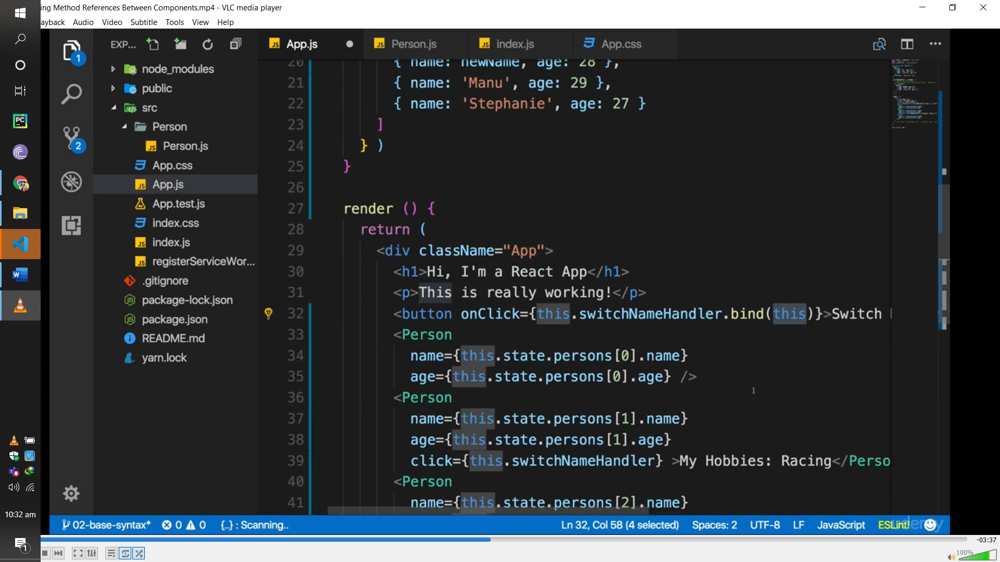 ing Method References Between Components.mp4 - VLC media player
ayback Audio Video Subtitle Tools View Help
EXP...
App.js
Person.js
index.js
App.css
1
node_modules
public
src
Person
Person.js
App.css
App.js
App.test.js
index.css
index.js
registerServiceWor...
.gitignore
package-lock.json
package.json
README.md
yarn.lock
2
20 { name: newName, age: 28 },
21 { name: 'Manu', age: 29 },
22 { name: 'Stephanie', age: 27 }
23 ]
24 } )
25 }
26
27 render () {
28 return (
29 <div className="App">
30 <h1>Hi, I'm a React App</h1>
31 <p>This is really working!</p>
32 <button onClick={this.switchNameHandler.bind(this)}>Switch
33 <Person
34 name={this.state.persons[0].name}
35 age={this.state.persons[0].age} />
36 <Person
37 name={this.state.persons[1].name}
38 age={this.state.persons[1].age}
39 click={this.switchNameHandler} >My Hobbies: Racing</Perso
40 <Person
41 name={this.state.persons[2].name}
02-base-syntax* 0 0 {..} : Scanning.. Ln 32, Col 58 (4 selected) Spaces: 2 UTF-8 LF JavaScript ESLint!
udemy
PC
W
10:32 am
1
-03:37
100%